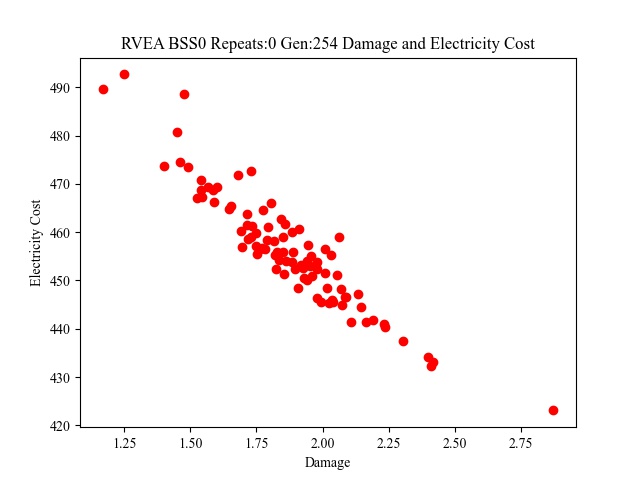 RVEA BSS0 Repeats:0 Gen:254 Damage and Electricity Cost
490
480
470
460
450
440
430
420
Electricity Cost
1.25 1.50 1.75 2.00 2.25 2.50 2.75
Damage